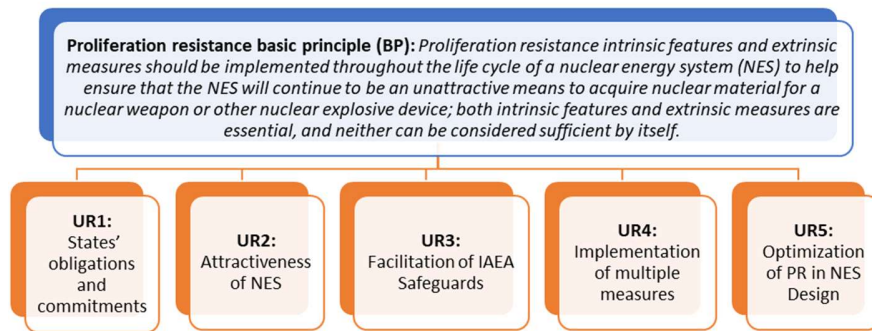 Proliferation resistance basic principle (BP): Proliferation resistance intrinsic features and extrinsic
measures should be implemented throughout the life cycle of a nuclear energy system (NES) to help
ensure that the NES will continue to be an unattractive means to acquire nuclear material for a
nuclear weapon or other nuclear explosive device; both intrinsic features and extrinsic measures are
essential, and neither can be considered sufficient by itself.
UR1:
States’
obligations
and
commitments
UR2:
Attractiveness
of NES
UR3:
Facilitation of IAEA
Safeguards
UR4:
Implementation
of multiple
measures
UR5:
Optimization
of PR in NES
Design